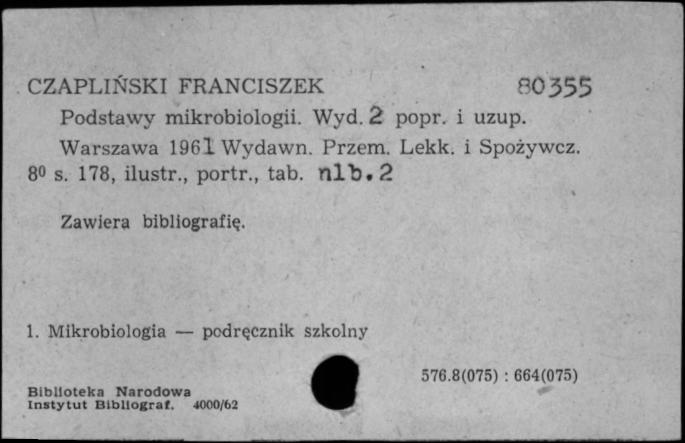 CZAPLIŃSKI FRANCISZEK 80355
Podstawy mikrobiologii. Wyd. 2 popr. i uzup.
Warszawa 1961 Wydawn. Przem. Lekk. i Spożywcz.
8⁰ s. 178, ilustr., portr., tab. nlb. 2
Zawiera bibliografię.
1. Mikrobiologia — podręcznik szkolny
576.8(075) : 664(075)
Biblioteka Narodowa
Instytut Bibliograf. 4000/62